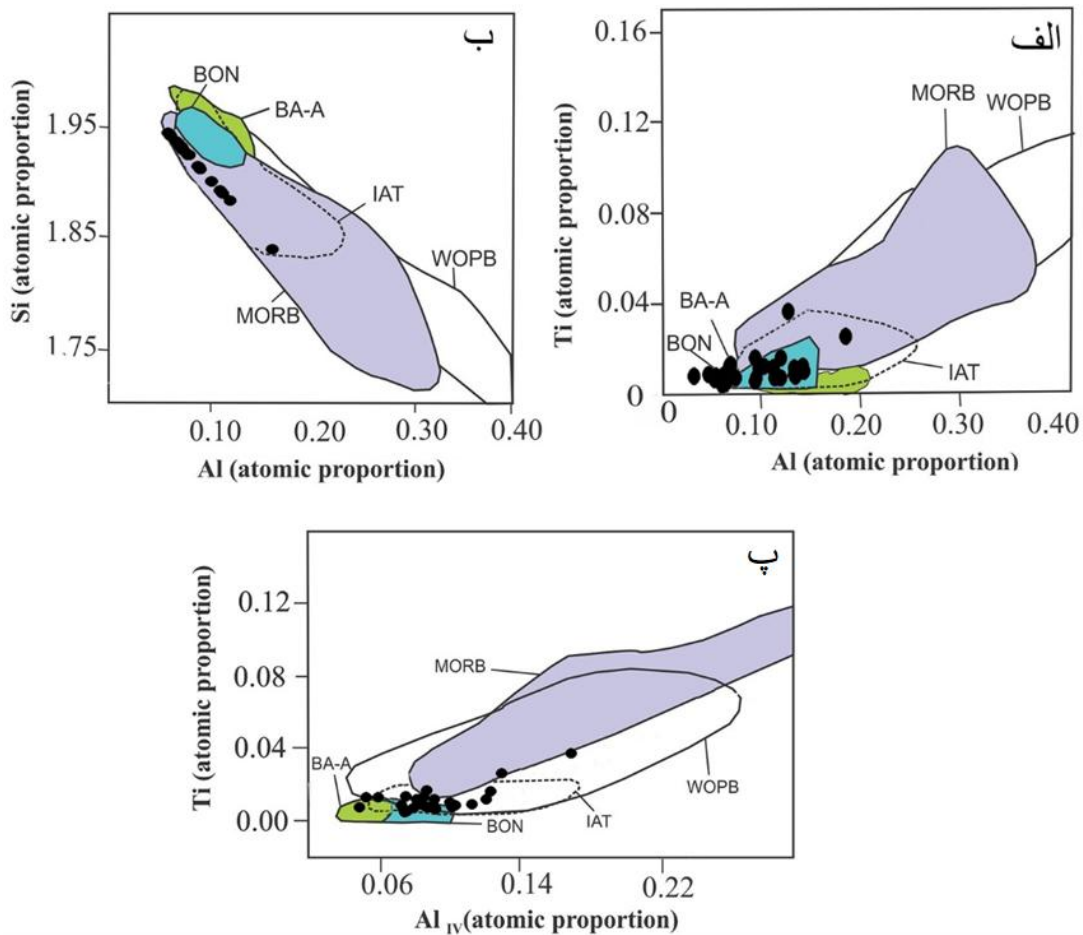 الف
0.16
0.12
0.08
0.04
0
Ti (atomic proportion)
MORB
WOPB
BA-A
BON
IAT
0 0.10 0.20 0.30 0.40
Al (atomic proportion)
ب
BON
BA-A
1.95
1.85
1.75
Si (atomic proportion)
IAT
WOPB
MORB
0.10 0.20 0.30 0.40
Al (atomic proportion)
پ
0.12
0.08
0.04
0.00
Ti (atomic proportion)
MORB
BA-A
WOPB
BON
IAT
0.06 0.14 0.22
Al IV(atomic proportion)